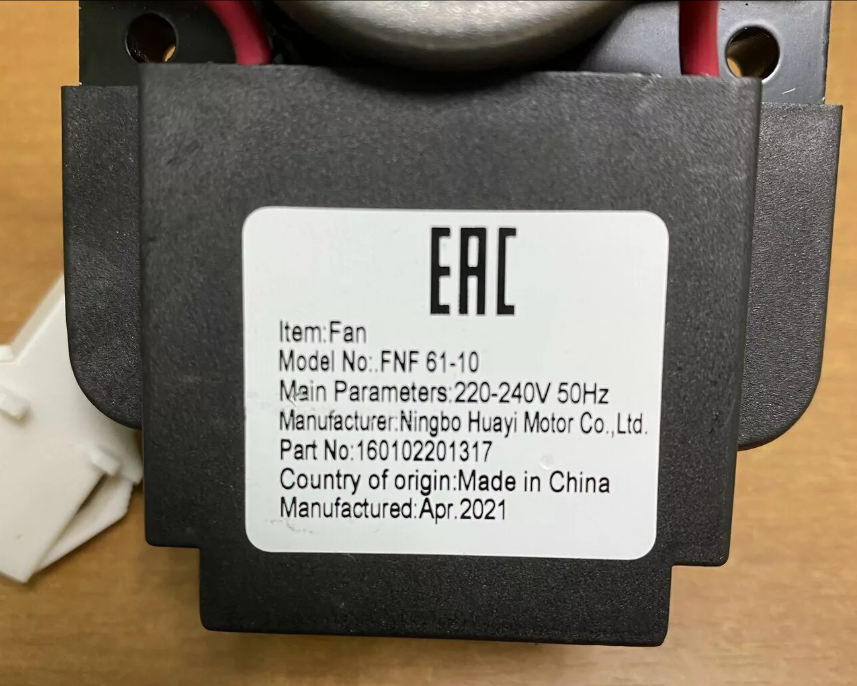 EAC
Item:Fan
Model No:.FNF 61-10
Main Parameters:220-240V 50Hz
Manufacturer:Ningbo Huayi Motor Co.,Ltd.
Part No:160102201317
Country of origin:Made in China
Manufactured:Apr.2021